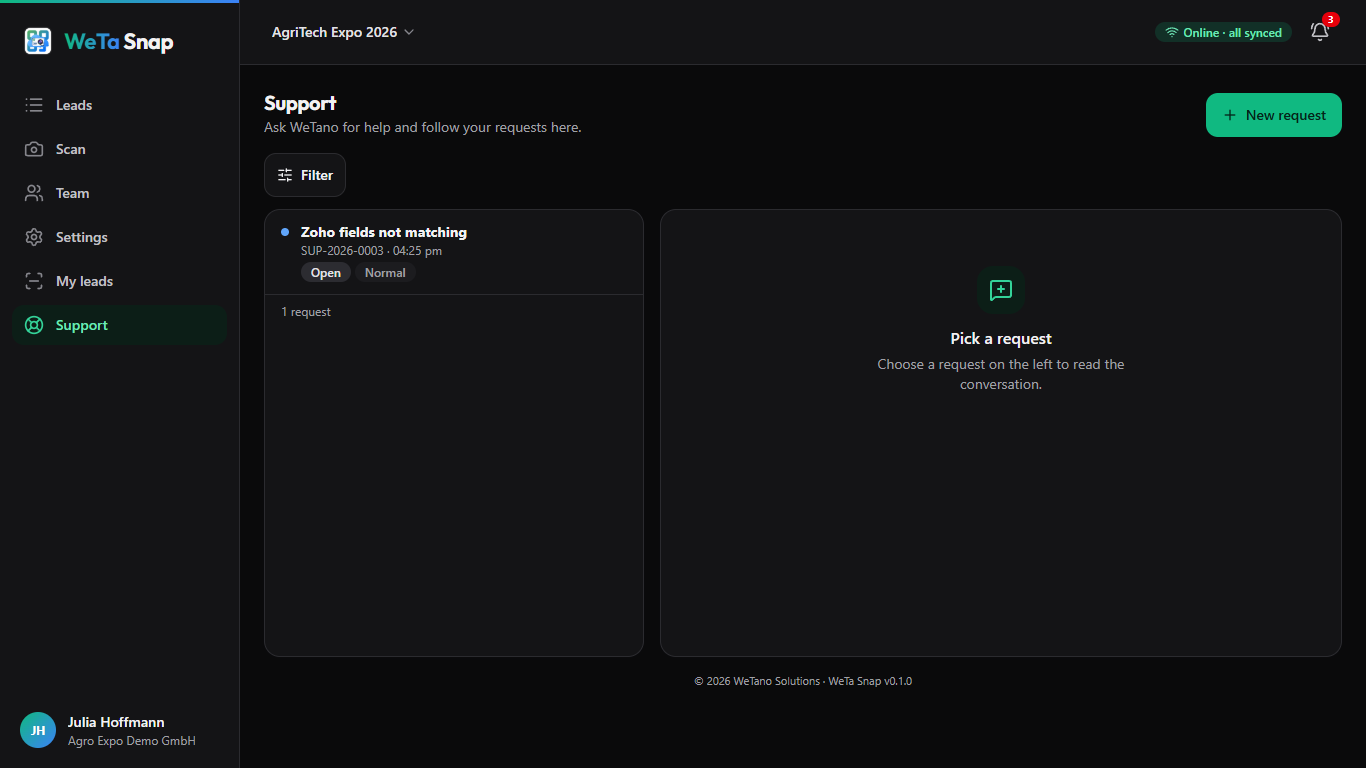 WeTa Snap
AgriTech Expo 2026
Online · all synced
3
Leads
Scan
Team
Settings
My leads
Support
Support
Ask WeTano for help and follow your requests here.
New request
Filter
Zoho fields not matching
SUP-2026-0003 · 04:25 pm
Open Normal
1 request
Pick a request
Choose a request on the left to read the
conversation.
© 2026 WeTano Solutions · WeTa Snap v0.1.0
JH
Julia Hoffmann
Agro Expo Demo GmbH